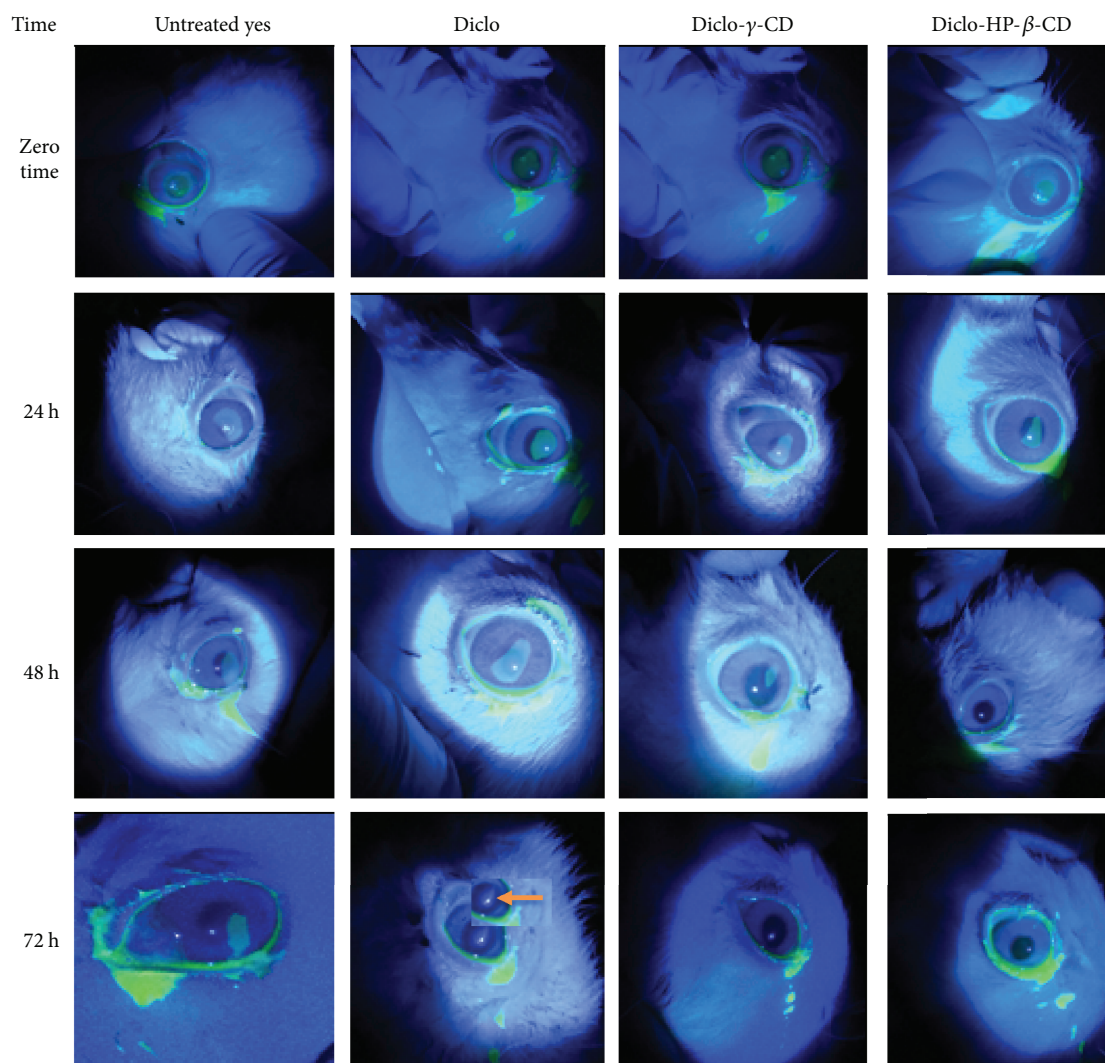 Time Untreated yes Diclo Diclo-γ-CD Diclo-HP-β-CD
Zero
time
24 h
48 h
72 h